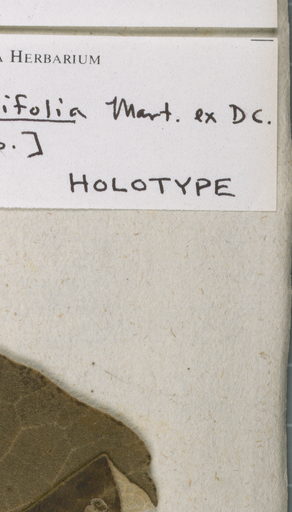 HERBARIUM
ifolia Mart. ex DC.
.]
HOLOTYPE